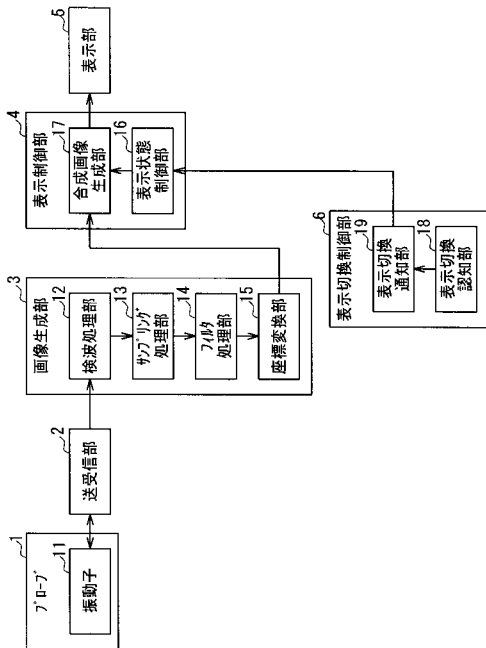 1
プローブ
11
振動子
2
送受信部
3
画像生成部
12
検波処理部
13
サンプリング
処理部
14
フィルタ
処理部
15
座標変換部
4
表示制御部
17
合成画像
生成部
16
表示状態
制御部
5
表示部
6
表示切換制御部
19
表示切換
通知部
18
表示切換
認知部